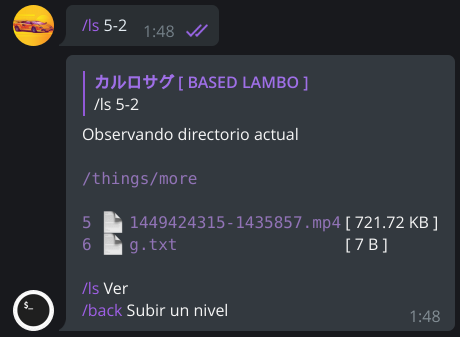 /ls 5-2
1:48
カルロサグ [ BASED LAMBO ]
/ls 5-2
Observando directorio actual
/things/more
5 1449424315-1435857.mp4 [ 721.72 KB ]
6 g.txt [ 7 B ]
/ls Ver
/back Subir un nivel
1:48
$_